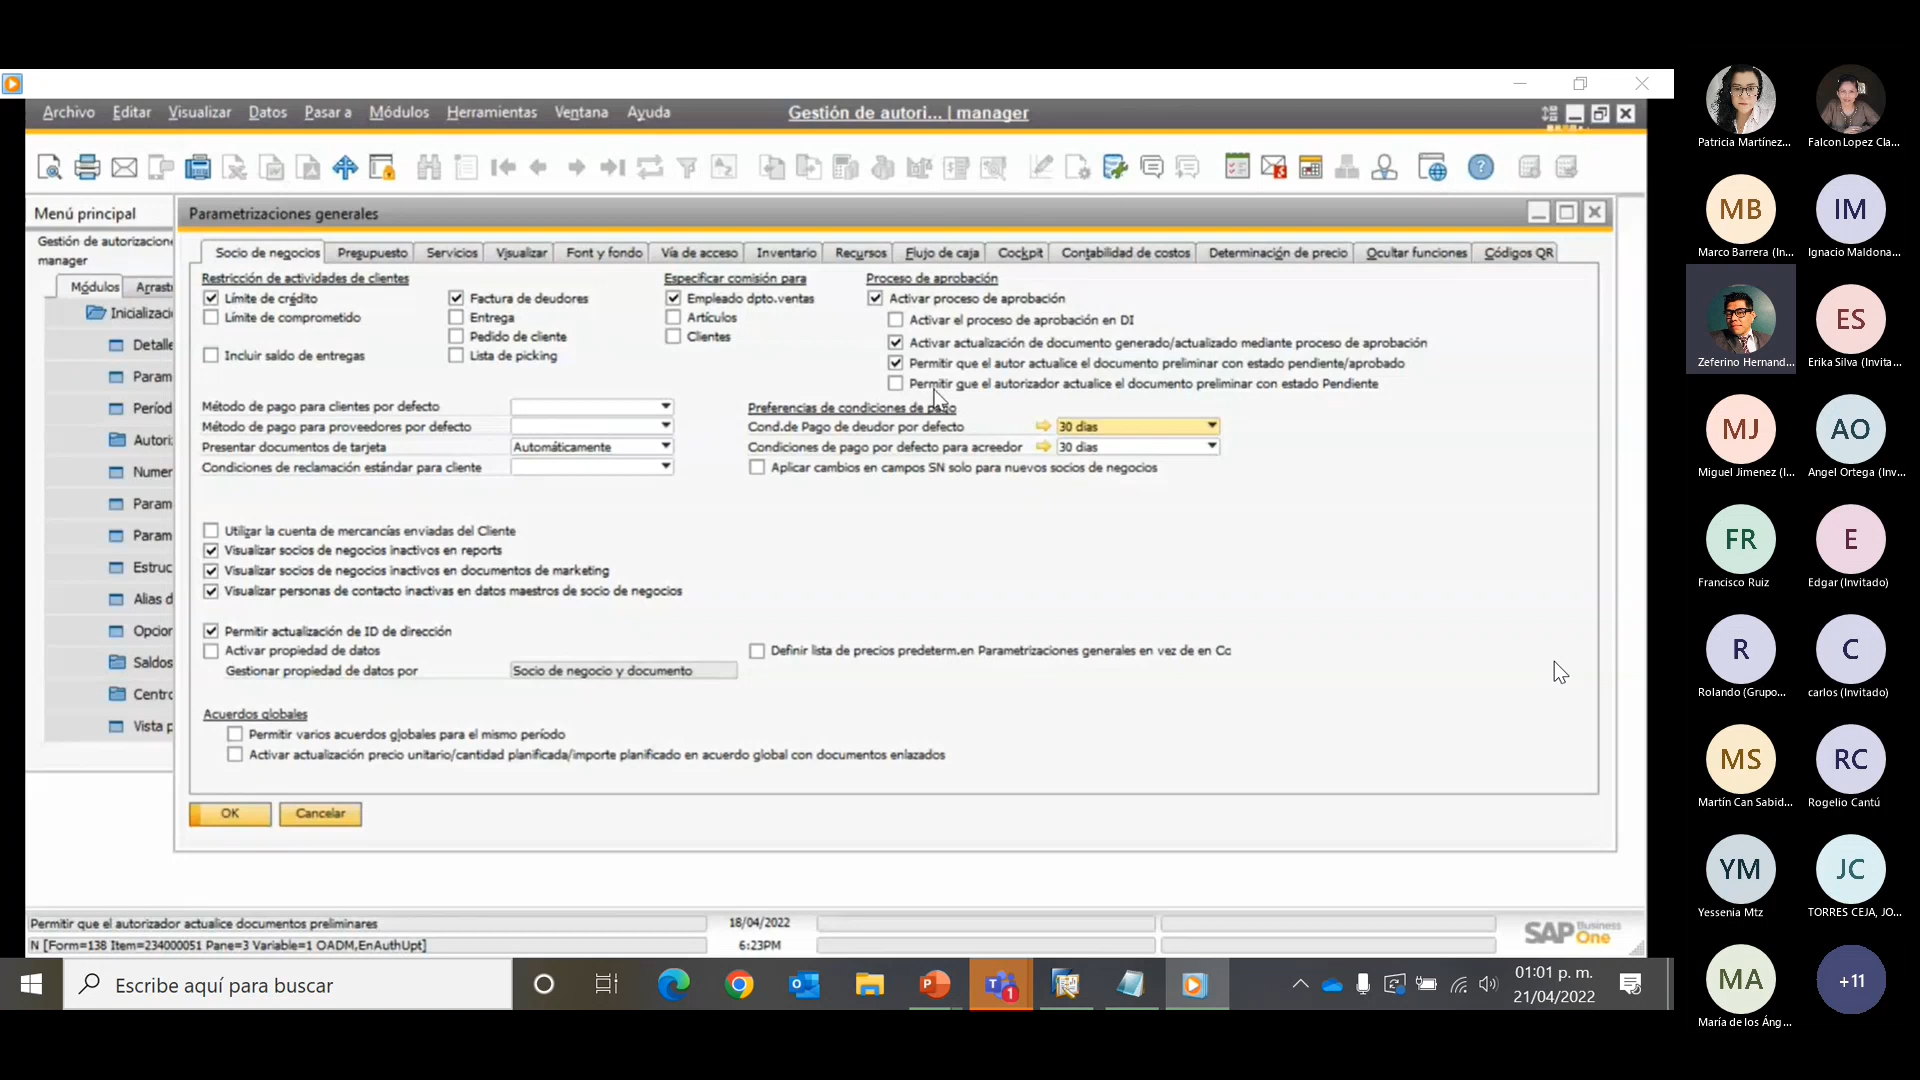 Archivo Editar Visualizar Datos Pasar a Módulos Herramientas Ventana Ayuda Gestión de autori... | manager
Menú principal
Gestión de autorizacione
manager
Módulos Arrast
Inicializaci
Detalle
Param
Períod
Autori
Numer
Param
Param
Estruc
Alias d
Opcior
Saldos
Centro
Vista p
Parametrizaciones generales
Socio de negocios Presupuesto Servicios Visualizar Font y fondo Vía de acceso Inventario Recursos Flujo de caja Cockpit Contabilidad de costos Determinación de precio Ocultar funciones Códigos QR
Restricción de actividades de clientes Especificar comisión para Proceso de aprobación
Límite de crédito Factura de deudores Empleado dpto.ventas Activar proceso de aprobación
Límite de comprometido Entrega Artículos Activar el proceso de aprobación en DI
Pedido de cliente Clientes Activar actualización de documento generado/actualizado mediante proceso de aprobación
Incluir saldo de entregas Lista de picking Permitir que el autor actualice el documento preliminar con estado pendiente/aprobado
Permitir que el autorizador actualice el documento preliminar con estado Pendiente
Método de pago para clientes por defecto Preferencias de condiciones de pago
Método de pago para proveedores por defecto Cond.de Pago de deudor por defecto 30 dias
Presentar documentos de tarjeta Automáticamente Condiciones de pago por defecto para acreedor 30 dias
Condiciones de reclamación estándar para cliente Aplicar cambios en campos SN solo para nuevos socios de negocios
Utilizar la cuenta de mercancías enviadas del Cliente
Visualizar socios de negocios inactivos en reports
Visualizar socios de negocios inactivos en documentos de marketing
Visualizar personas de contacto inactivas en datos maestros de socio de negocios
Permitir actualización de ID de dirección
Activar propiedad de datos Definir lista de precios predeterm.en Parametrizaciones generales en vez de en Cc
Gestionar propiedad de datos por Socio de negocio y documento
Acuerdos globales
Permitir varios acuerdos globales para el mismo período
Activar actualización precio unitario/cantidad planificada/importe planificado en acuerdo global con documentos enlazados
OK Cancelar
Permitir que el autorizador actualice documentos preliminares 18/04/2022
N [Form=138 Item=234000051 Pane=3 Variable=1 OADM,EnAuthUpt] 6:23PM
SAP Business One
Escribe aquí para buscar
1
01:01 p. m.
21/04/2022
Patricia Martínez... Falcon Lopez Cla...
MB IM
Marco Barrera (In... Ignacio Maldona...
ES
Zeferino Hernand... Erika Silva (Invita...
MJ AO
Miguel Jimenez (I... Angel Ortega (Inv...
FR E
Francisco Ruiz Edgar (Invitado)
R C
Rolando (Grupo... carlos (Invitado)
MS RC
Martín Can Sabid... Rogelio Cantú
YM JC
Yessenia Mtz TORRES CEJA, JO...
MA +11
María de los Áng...